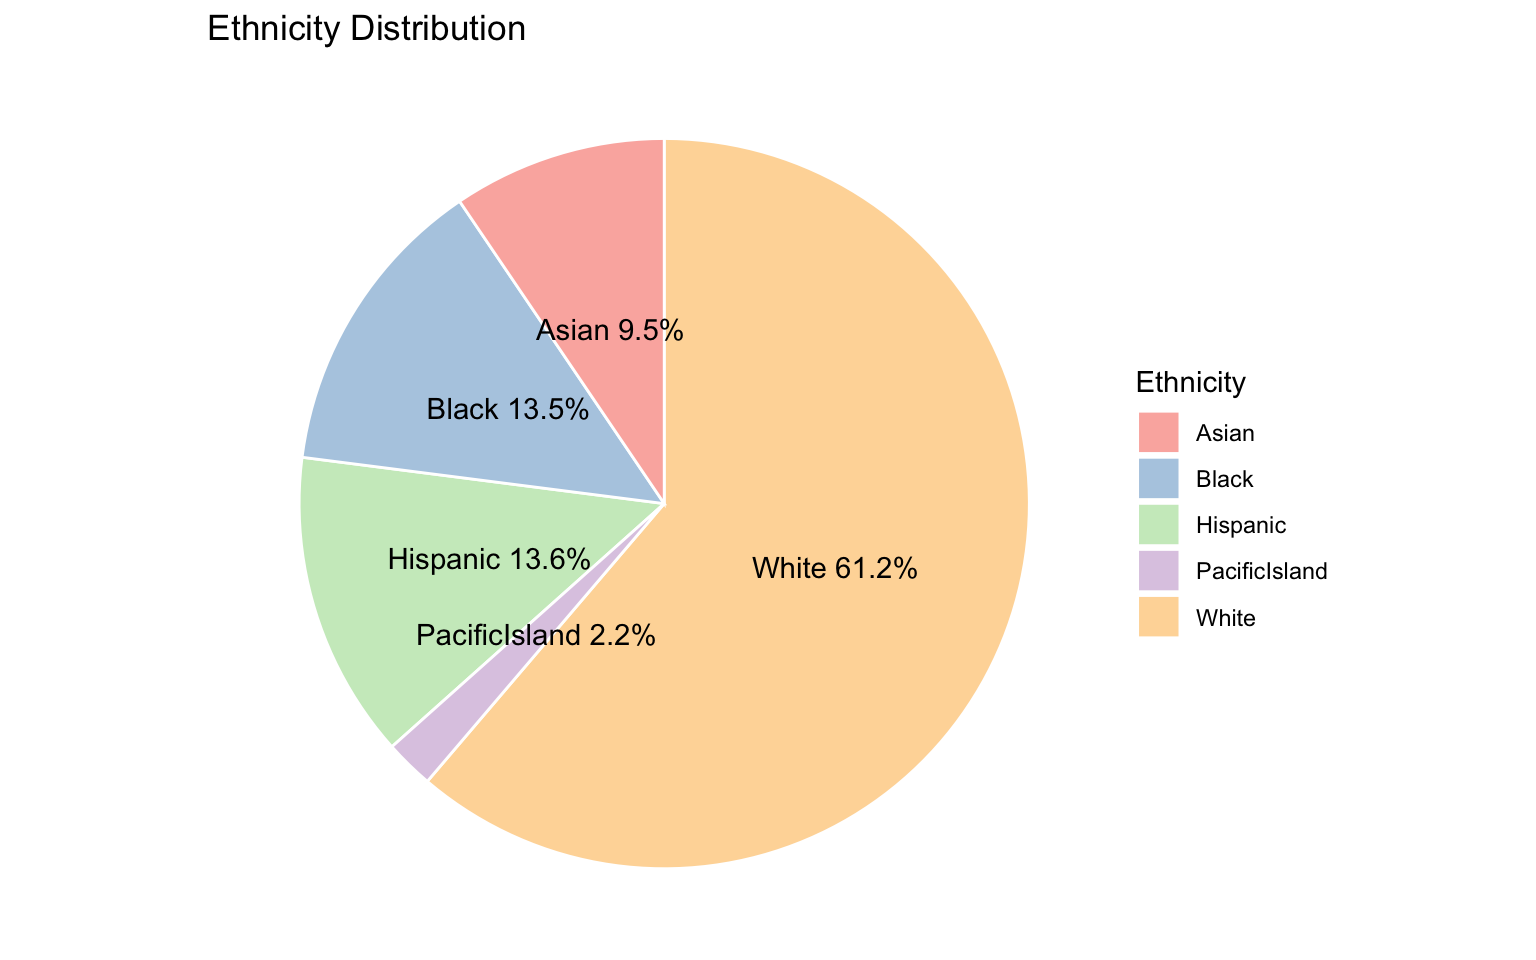 Ethnicity Distribution
Asian 9.5%
Black 13.5%
Hispanic 13.6%
PacificIsland 2.2%
White 61.2%
Ethnicity
Asian
Black
Hispanic
PacificIsland
White